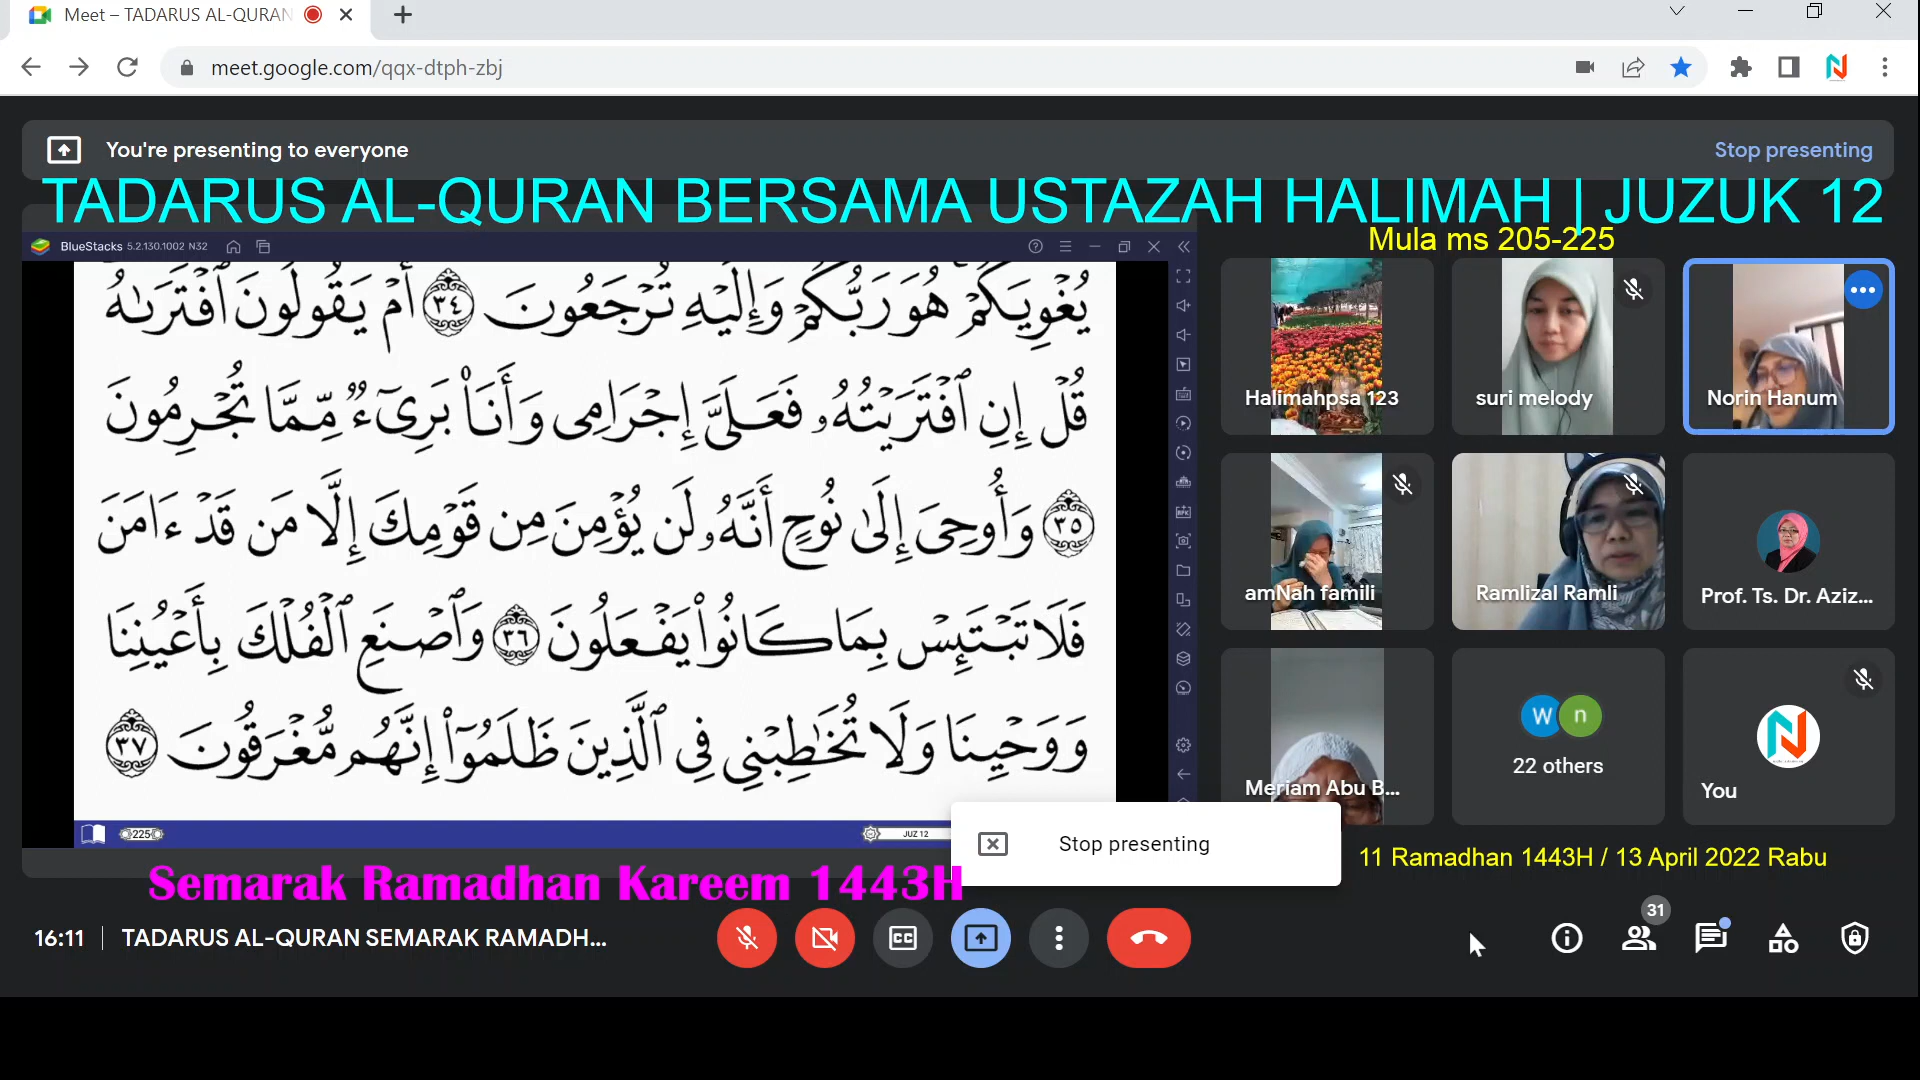 Meet – TADARUS AL-QURAN
meet.google.com/qqx-dtph-zbj
You're presenting to everyone
Stop presenting
TADARUS AL-QURAN BERSAMA USTAZAH HALIMAH | JUZUK 12
Mula ms 205-225
BlueStacks 5.2.130.1002 N32
يُغْوِيَكُمْ هُوَ رَبُّكُمْ وَإِلَيْهِ تُرْجَعُونَ ٣٤ أَمْ يَقُولُونَ ٱفْتَرَىٰهُ
قُلْ إِنِ ٱفْتَرَيْتُهُۥ فَعَلَىَّ إِجْرَامِى وَأَنَا۠ بَرِىٓءٌ مِّمَّا تُجْرِمُونَ
٣٥ وَأُوحِىَ إِلَىٰ نُوحٍ أَنَّهُۥ لَن يُؤْمِنَ مِن قَوْمِكَ إِلَّا مَن قَدْ ءَامَنَ
فَلَا تَبْتَئِسْ بِمَا كَانُوا۟ يَفْعَلُونَ ٣٦ وَٱصْنَعِ ٱلْفُلْكَ بِأَعْيُنِنَا
وَوَحْيِنَا وَلَا تُخَٰطِبْنِى فِى ٱلَّذِينَ ظَلَمُوٓا۟ إِنَّهُم مُّغْرَقُونَ ٣٧
225
JUZ 12
Halimahpsa 123
suri melody
Norin Hanum
amNah famili
Ramlizal Ramli
Prof. Ts. Dr. Aziz...
Meriam Abu B...
W n
22 others
You
Stop presenting
11 Ramadhan 1443H / 13 April 2022 Rabu
Semarak Ramadhan Kareem 1443H
16:11 | TADARUS AL-QURAN SEMARAK RAMADH...
CC
31